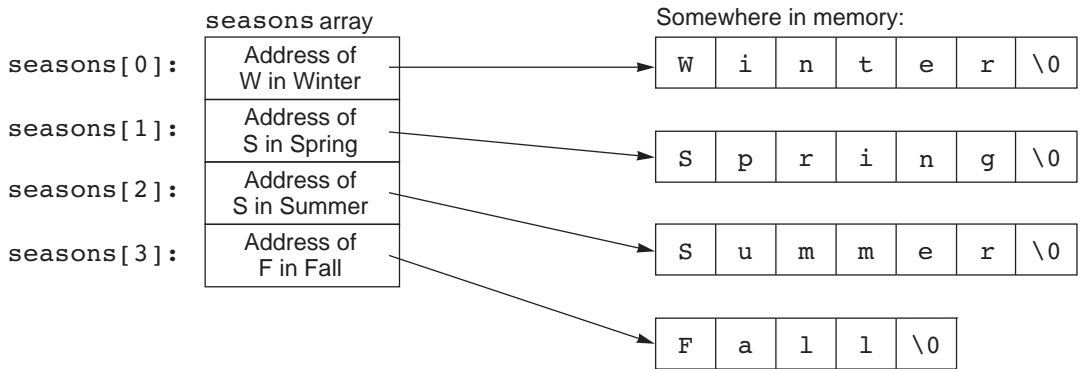 seasons array
Somewhere in memory:
seasons[0]:
Address of
W in Winter
W i n t e r \0
seasons[1]:
Address of
S in Spring
S p r i n g \0
seasons[2]:
Address of
S in Summer
S u m m e r \0
seasons[3]:
Address of
F in Fall
F a l l \0